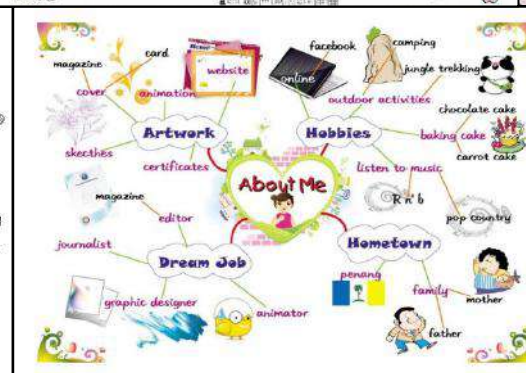 magazine
card
cover
animation
website
Artwork
skecthes
certificates
facebook
online
camping
jungle trekking
outdoor activities
Hobbies
chocolate cake
baking cake
carrot cake
listen to music
R n' b
pop country
About Me
magazine
editor
journalist
Dream Job
graphic designer
animator
Hometown
penang
family
mother
father